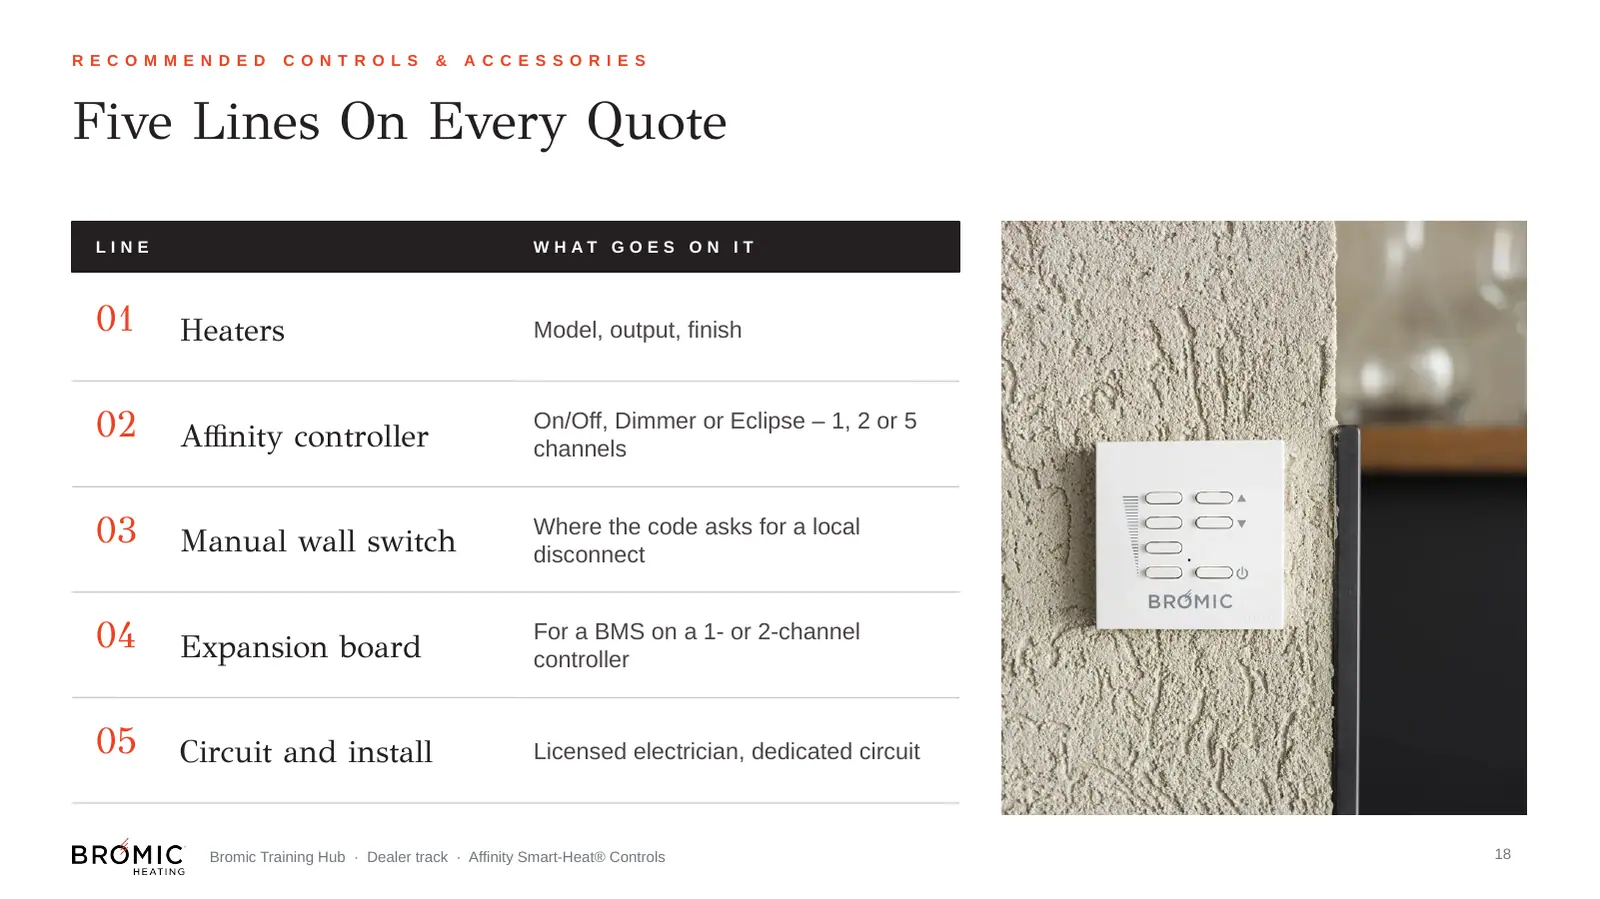 RECOMMENDED CONTROLS & ACCESSORIES
Five Lines On Every Quote
LINE WHAT GOES ON IT
01 Heaters Model, output, finish
02 Affinity controller On/Off, Dimmer or Eclipse – 1, 2 or 5
channels
03 Manual wall switch Where the code asks for a local
disconnect
04 Expansion board For a BMS on a 1- or 2-channel
controller
05 Circuit and install Licensed electrician, dedicated circuit
BROMIC
BROMIC
HEATING
Bromic Training Hub · Dealer track · Affinity Smart-Heat® Controls
18